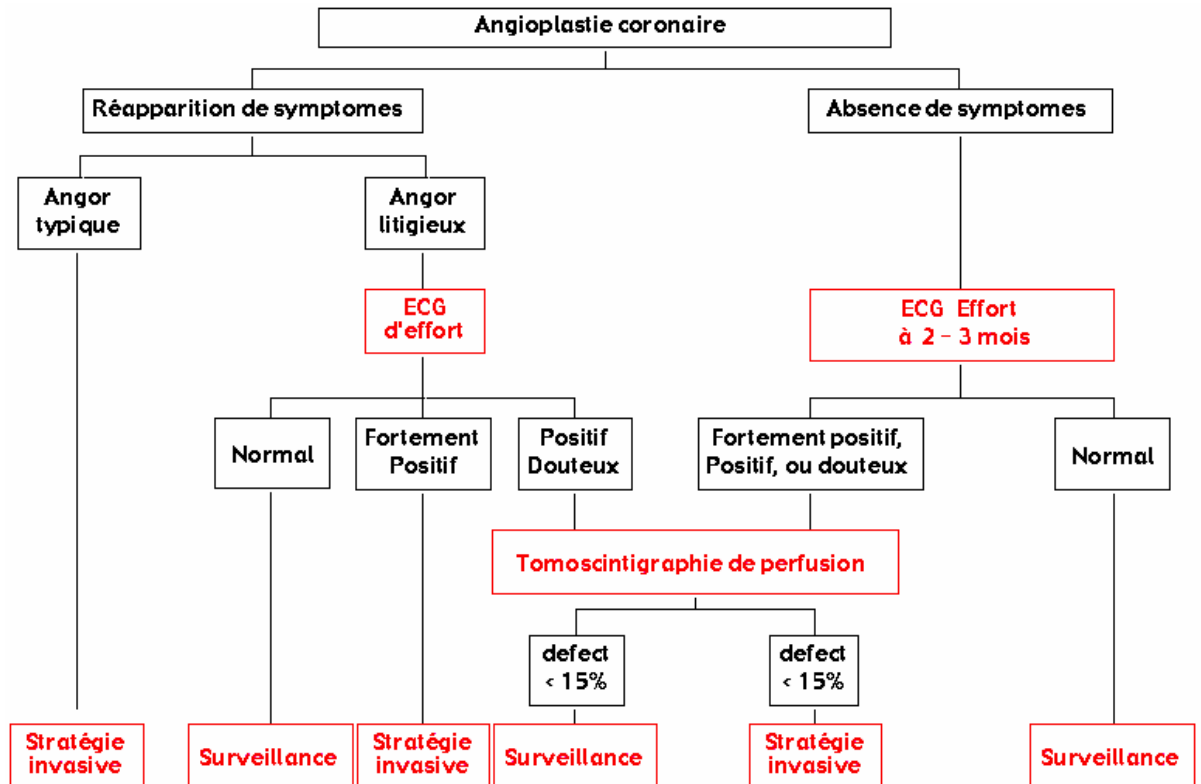 Angioplastie coronaire
Réapparition de symptomes
Absence de symptomes
Angor
typique
Angor
litigieux
ECG
d'effort
ECG Effort
à 2 - 3 mois
Normal
Fortement
Positif
Positif
Douteux
Fortement positif,
Positif, ou douteux
Normal
Tomoscintigraphie de perfusion
defect
< 15%
defect
< 15%
Stratégie
invasive
Surveillance
Stratégie
invasive
Surveillance
Stratégie
invasive
Surveillance